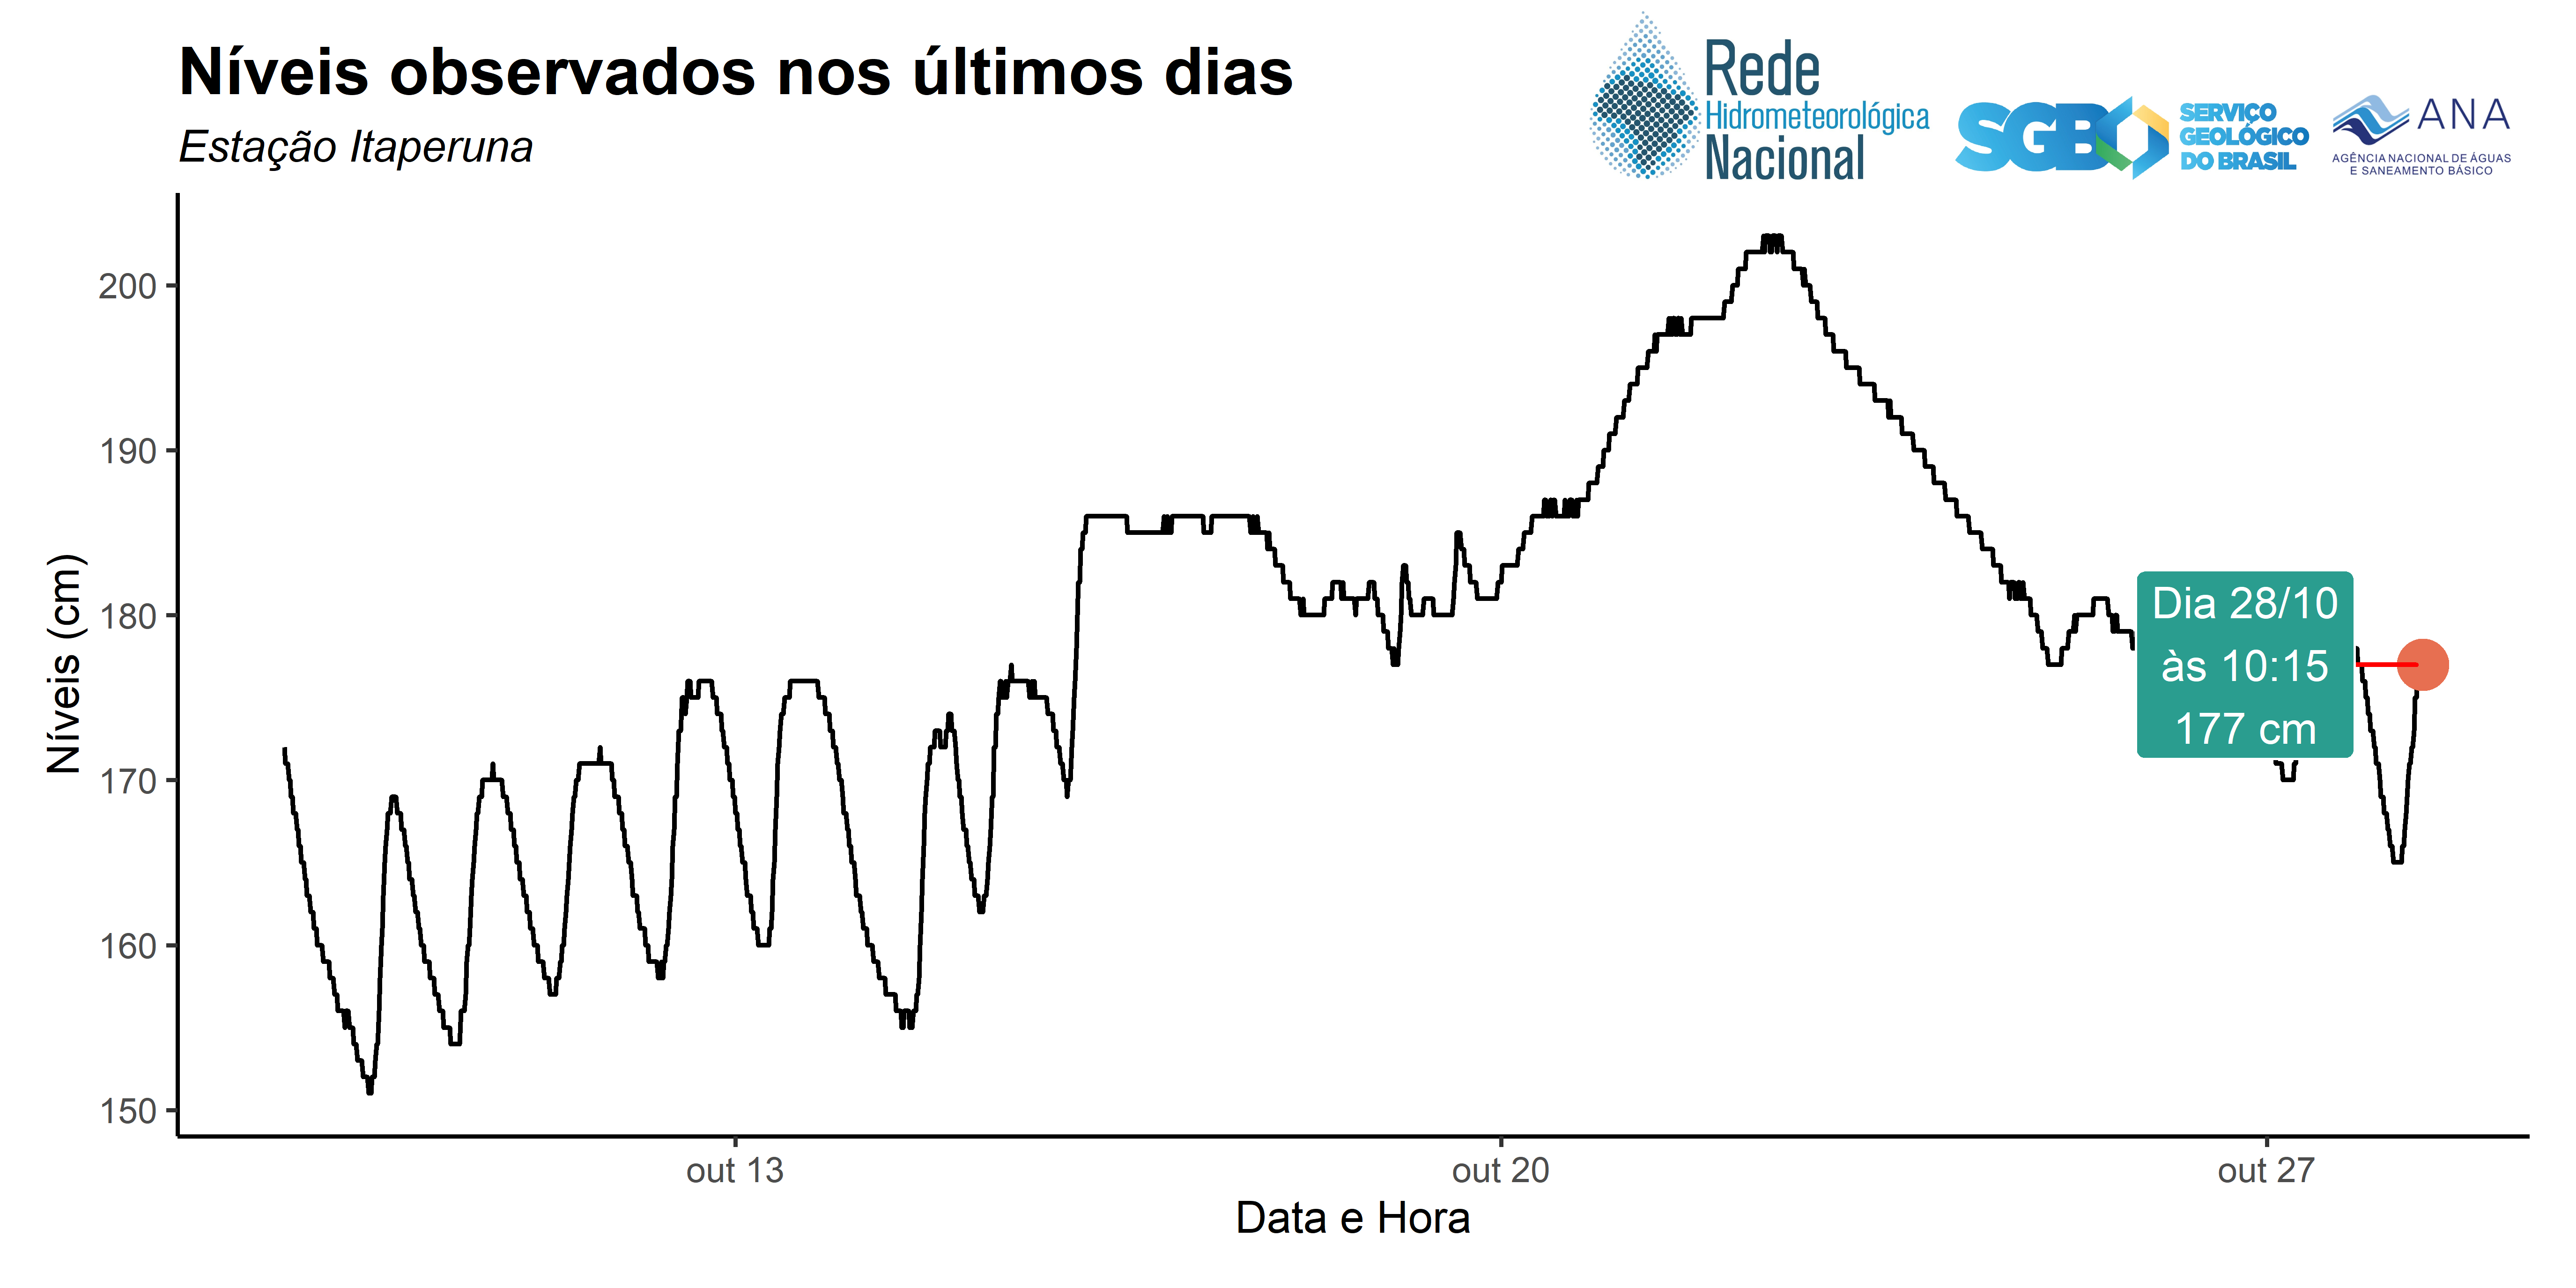 Níveis observados nos últimos dias
Estação Itaperuna
Rede
Hidrometeorológica
Nacional
SGB
SERVIÇO
GEOLÓGICO
DO BRASIL
ANA
AGÊNCIA NACIONAL DE ÁGUAS
E SANEAMENTO BÁSICO
Níveis (cm)
200
190
180
170
160
150
Dia 28/10
às 10:15
177 cm
out 13
out 20
out 27
Data e Hora